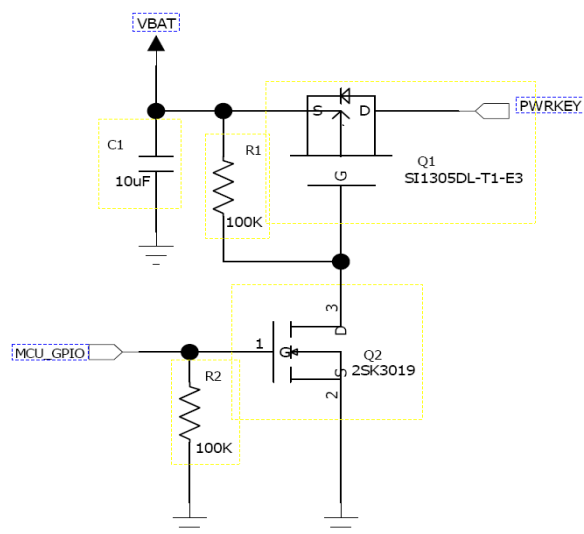 VBAT
S
D
PWRKEY
C1
10uF
R1
100K
G
Q1
SI1305DL-T1-E3
3
D
MCU_GPIO
1
G
Q2
2SK3019
S
2
R2
100K